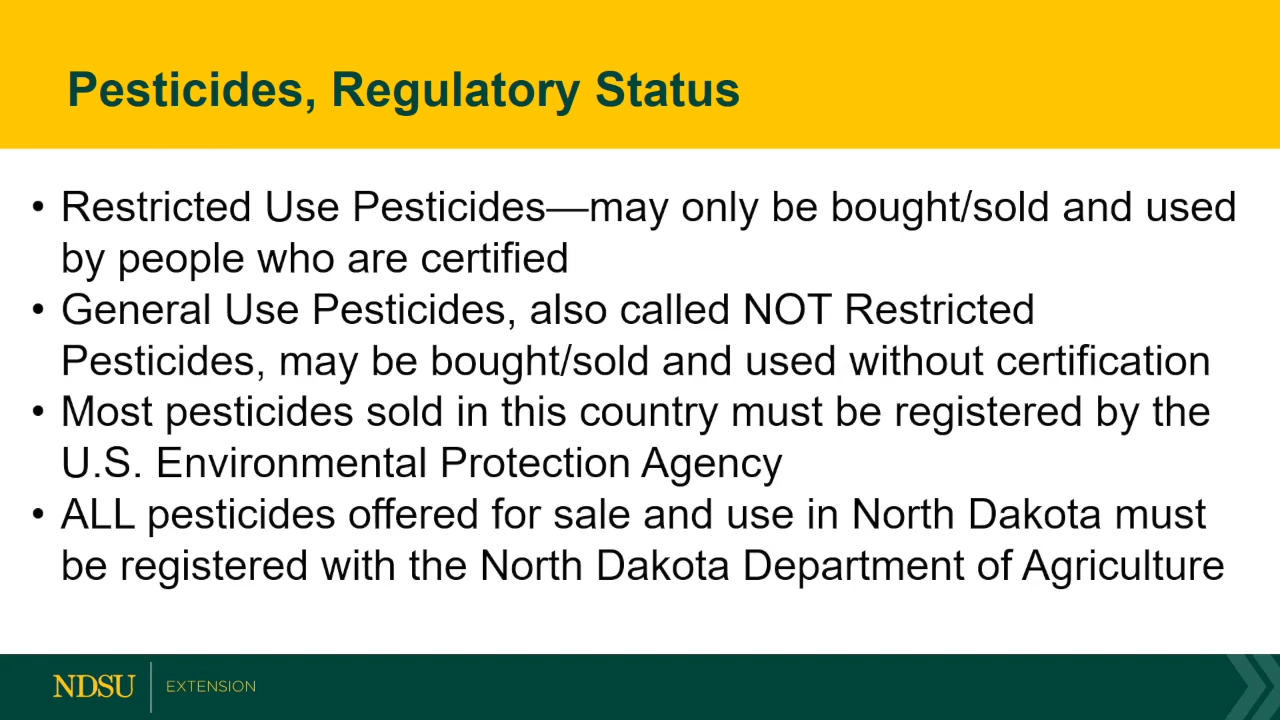 Pesticides, Regulatory Status
• Restricted Use Pesticides—may only be bought/sold and used
by people who are certified
• General Use Pesticides, also called NOT Restricted
Pesticides, may be bought/sold and used without certification
• Most pesticides sold in this country must be registered by the
U.S. Environmental Protection Agency
• ALL pesticides offered for sale and use in North Dakota must
be registered with the North Dakota Department of Agriculture
NDSU EXTENSION